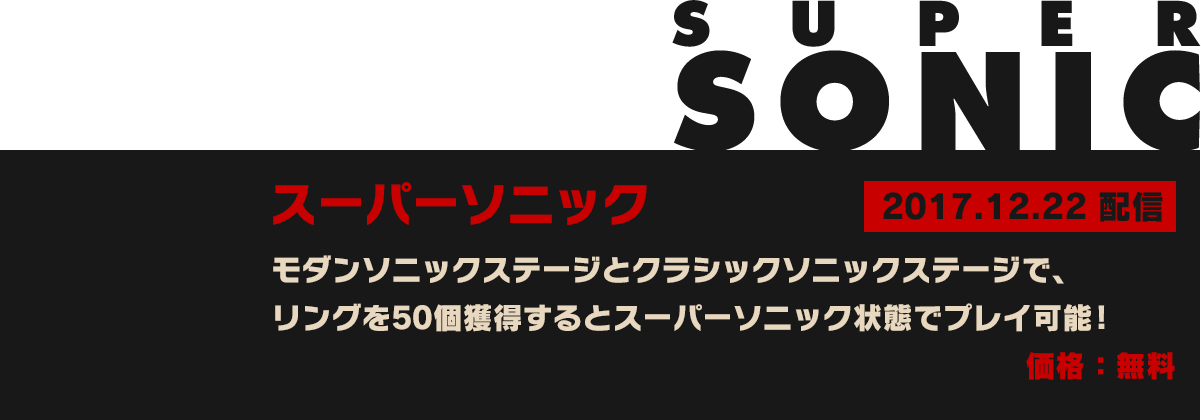 SUPER
SONIC
スーパーソニック
2017.12.22 配信
モダンソニックステージとクラシックソニックステージで、
リングを50個獲得するとスーパーソニック状態でプレイ可能！
価格：無料